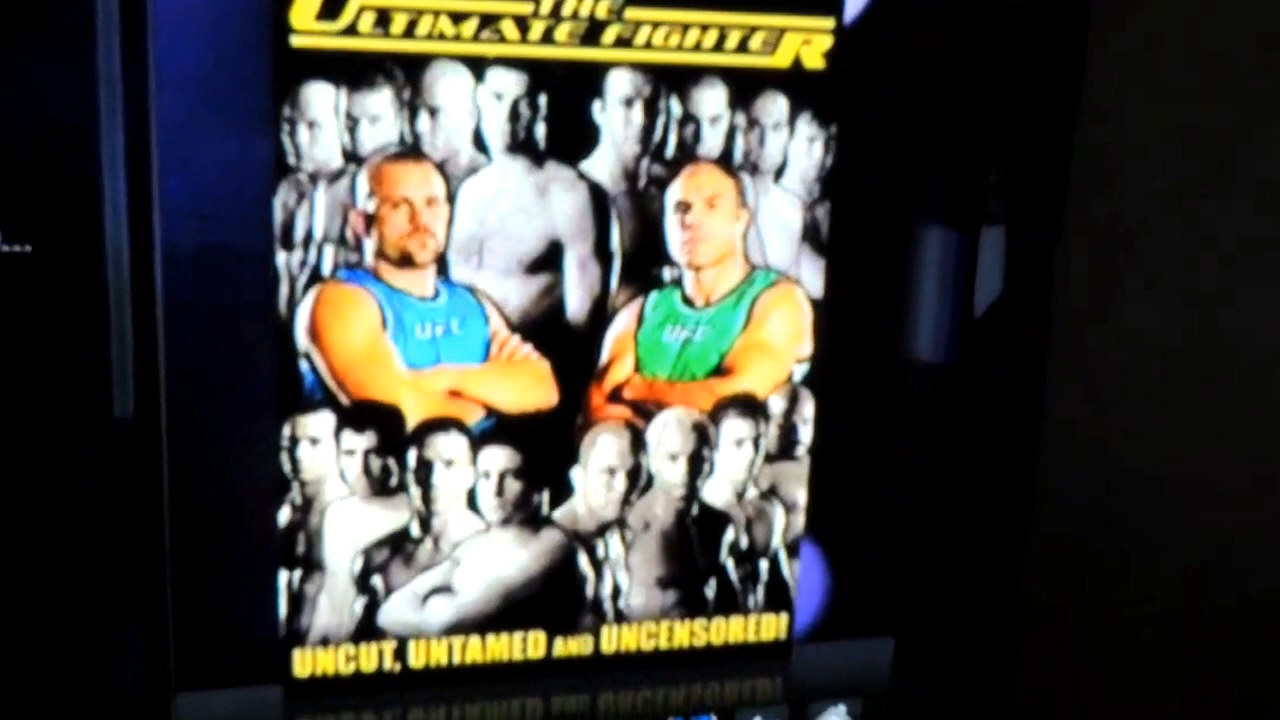 THE
ULTIMATE FIGHTER
UFC
UFC
UNCUT, UNTAMED AND UNCENSORED!